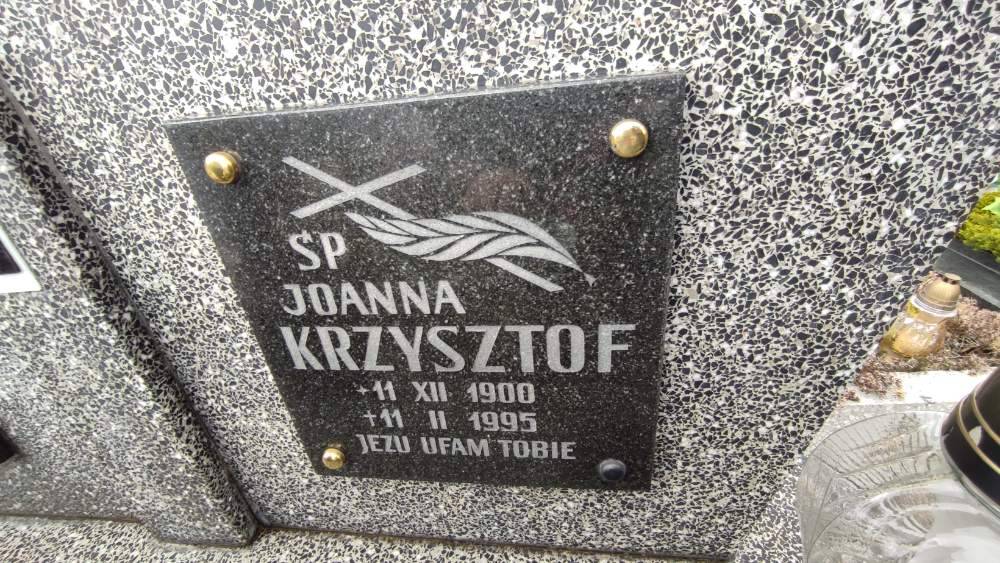 ŚP
JOANNA
KRZYSZTOF
*11 XII 1900
+11 II 1995
JEZU UFAM TOBIE